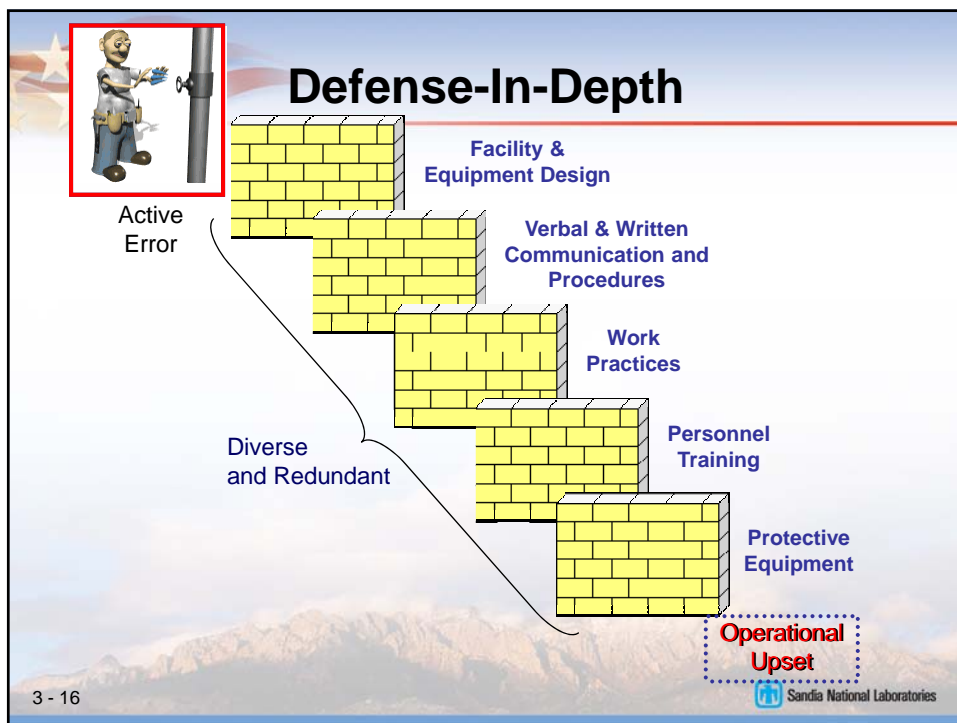 Defense-In-Depth
Facility &
Equipment Design
Active
Error
Verbal & Written
Communication and
Procedures
Work
Practices
Diverse
and Redundant
Personnel
Training
Protective
Equipment
Operational
Upset
3 - 16
Sandia National Laboratories